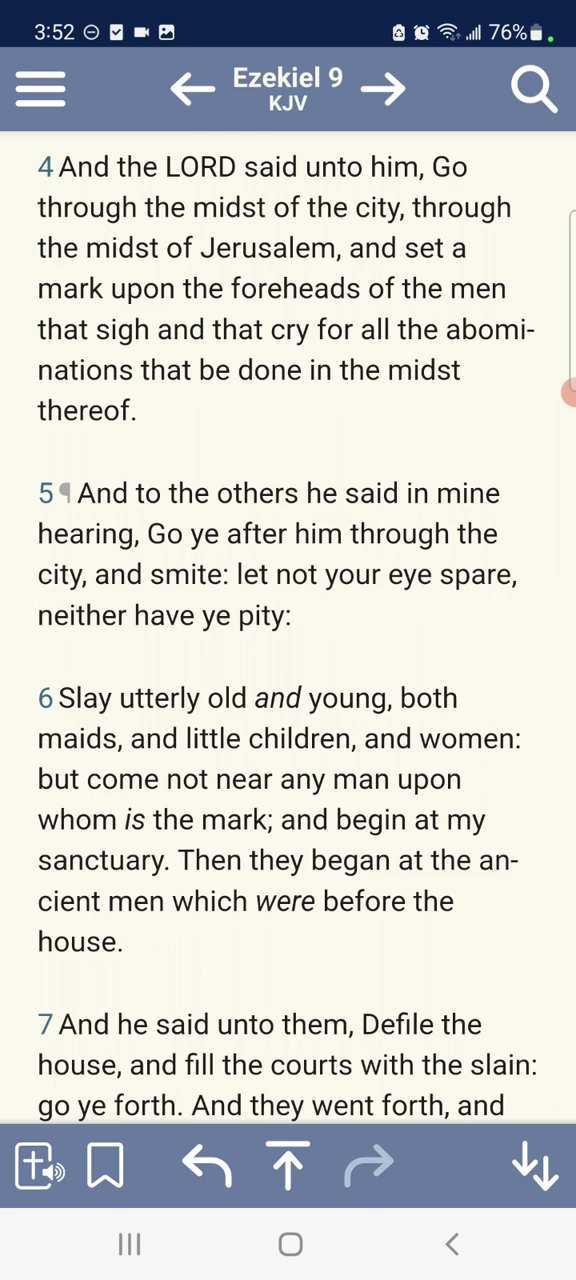 3:52 76%
Ezekiel 9
KJV
4 And the LORD said unto him, Go
through the midst of the city, through
the midst of Jerusalem, and set a
mark upon the foreheads of the men
that sigh and that cry for all the abomi-
nations that be done in the midst
thereof.
5 ¶ And to the others he said in mine
hearing, Go ye after him through the
city, and smite: let not your eye spare,
neither have ye pity:
6 Slay utterly old and young, both
maids, and little children, and women:
but come not near any man upon
whom is the mark; and begin at my
sanctuary. Then they began at the an-
cient men which were before the
house.
7 And he said unto them, Defile the
house, and fill the courts with the slain:
go ye forth. And they went forth, and